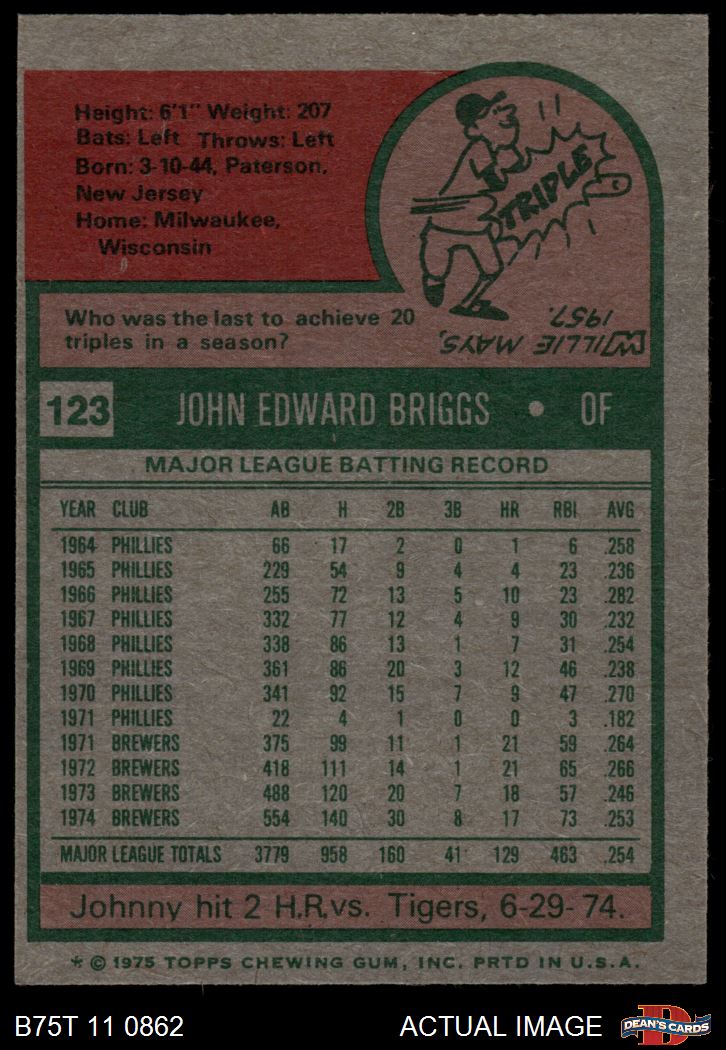 Height: 6'1" Weight: 207
Bats: Left Throws: Left
Born: 3-10-44, Paterson,
New Jersey
Home: Milwaukee,
Wisconsin
TRIPLE
Who was the last to achieve 20
triples in a season?
WILLIE MAYS,
1957.
123 JOHN EDWARD BRIGGS • OF
MAJOR LEAGUE BATTING RECORD
YEAR CLUB AB H 2B 3B HR RBI AVG
1964 PHILLIES 66 17 2 0 1 6 .258
1965 PHILLIES 229 54 9 4 4 23 .236
1966 PHILLIES 255 72 13 5 10 23 .282
1967 PHILLIES 332 77 12 4 9 30 .232
1968 PHILLIES 338 86 13 1 7 31 .254
1969 PHILLIES 361 86 20 3 12 46 .238
1970 PHILLIES 341 92 15 7 9 47 .270
1971 PHILLIES 22 4 1 0 0 3 .182
1971 BREWERS 375 99 11 1 21 59 .264
1972 BREWERS 418 111 14 1 21 65 .266
1973 BREWERS 488 120 20 7 18 57 .246
1974 BREWERS 554 140 30 8 17 73 .253
MAJOR LEAGUE TOTALS 3779 958 160 41 129 463 .254
Johnny hit 2 H.R. vs. Tigers, 6-29-74.
* © 1975 TOPPS CHEWING GUM, INC. PRTD IN U.S.A.
B75T 11 0862 ACTUAL IMAGE
D
DEAN'S CARDS